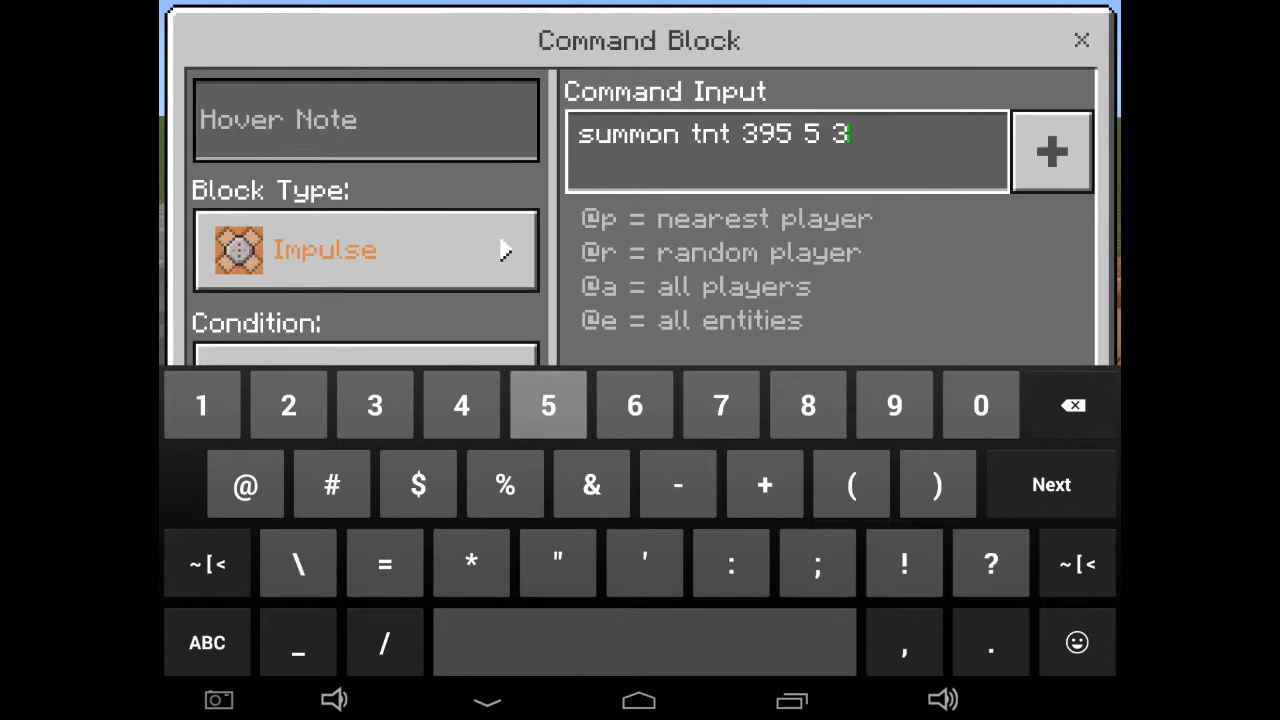 Command Block
Hover Note
Block Type:
Impulse
Condition:
Command Input
summon tnt 395 5 3
+
@p = nearest player
@r = random player
@a = all players
@e = all entities
1 2 3 4 5 6 7 8 9 0
@ # $ % & - + ( ) Next
~[< \ = * " ' : ; ! ? ~[<
ABC _ / , .